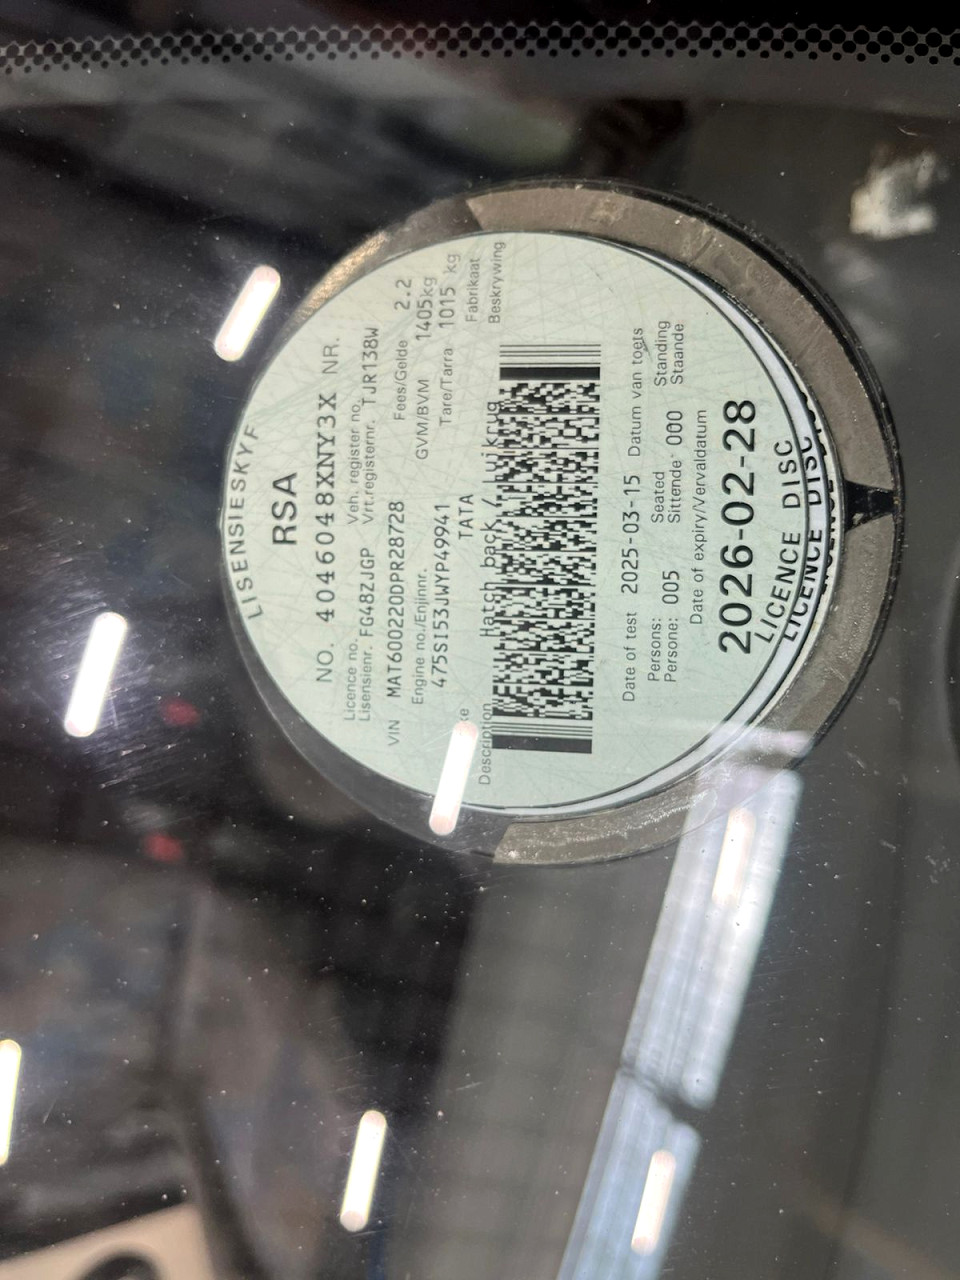 LISENSIESKYF
RSA
NO. 4046048XNY3X NR.
Licence no. Veh. register no.
Lisensienr. FG48ZJGP Vrt.registernr. TJR138W
VIN MAT600220DPR28728 Fees/Gelde 2.2
Engine no./Enjinnr. GVM/BVM 1405kg
475SI53JWYP49941 Tare/Tarra 1015 kg
TATA Fabrikaat
Description Hatch back / Luikrug Beskrywing
Date of test 2025-03-15 Datum van toets
Persons: Seated Standing
Persone: 005 Sittende 000 Staande
Date of expiry/Vervaldatum
2026-02-28
LICENCE DISC
LICENCE DISC